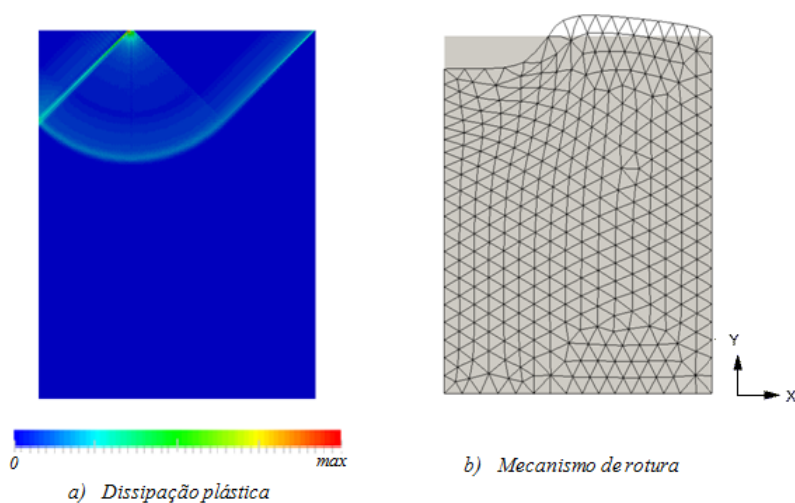 Y
X
0 max
a) Dissipação plástica
b) Mecanismo de rotura